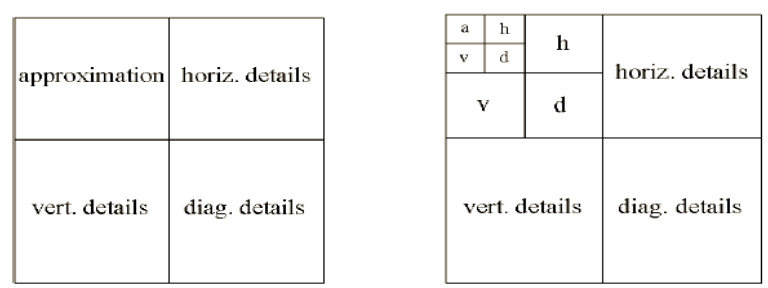 approximation horiz. details
vert. details diag. details
a h
v d
h
horiz. details
v d
vert. details diag. details